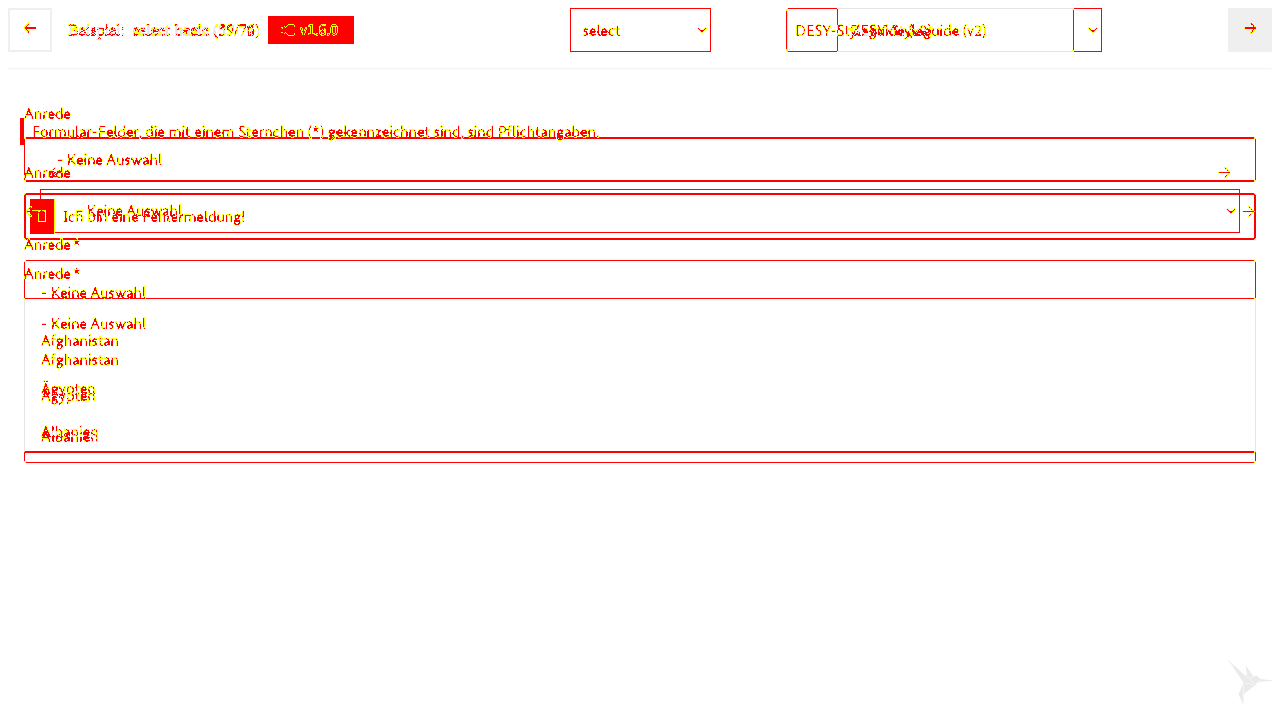 Beispiel: select basic (39/70) v1.6.0 select DESY-Styleguide (v2)
Anrede
Formular-Felder, die mit einem Sternchen (*) gekennzeichnet sind, sind Pflichtangaben.
- Keine Auswahl
Anrede
- Keine Auswahl
Ich bin eine Fehlermeldung!
Anrede *
Anrede *
- Keine Auswahl
- Keine Auswahl
Afghanistan
Afghanistan
Ägypten
Ägypten
Albanien
Albanien